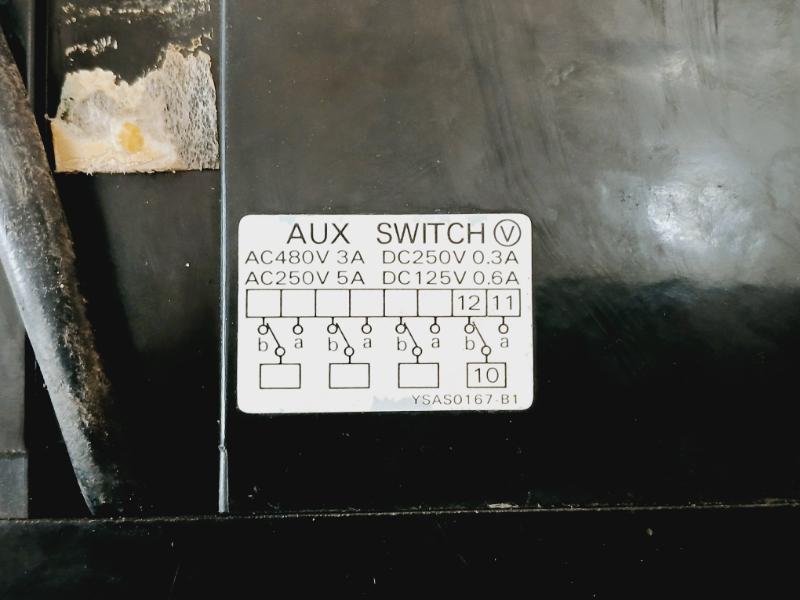 AUX SWITCH Ⓥ
AC480V 3A DC250V 0.3A
AC250V 5A DC125V 0.6A
12 11
b a b a b a b a
10
YSAS0167-B1